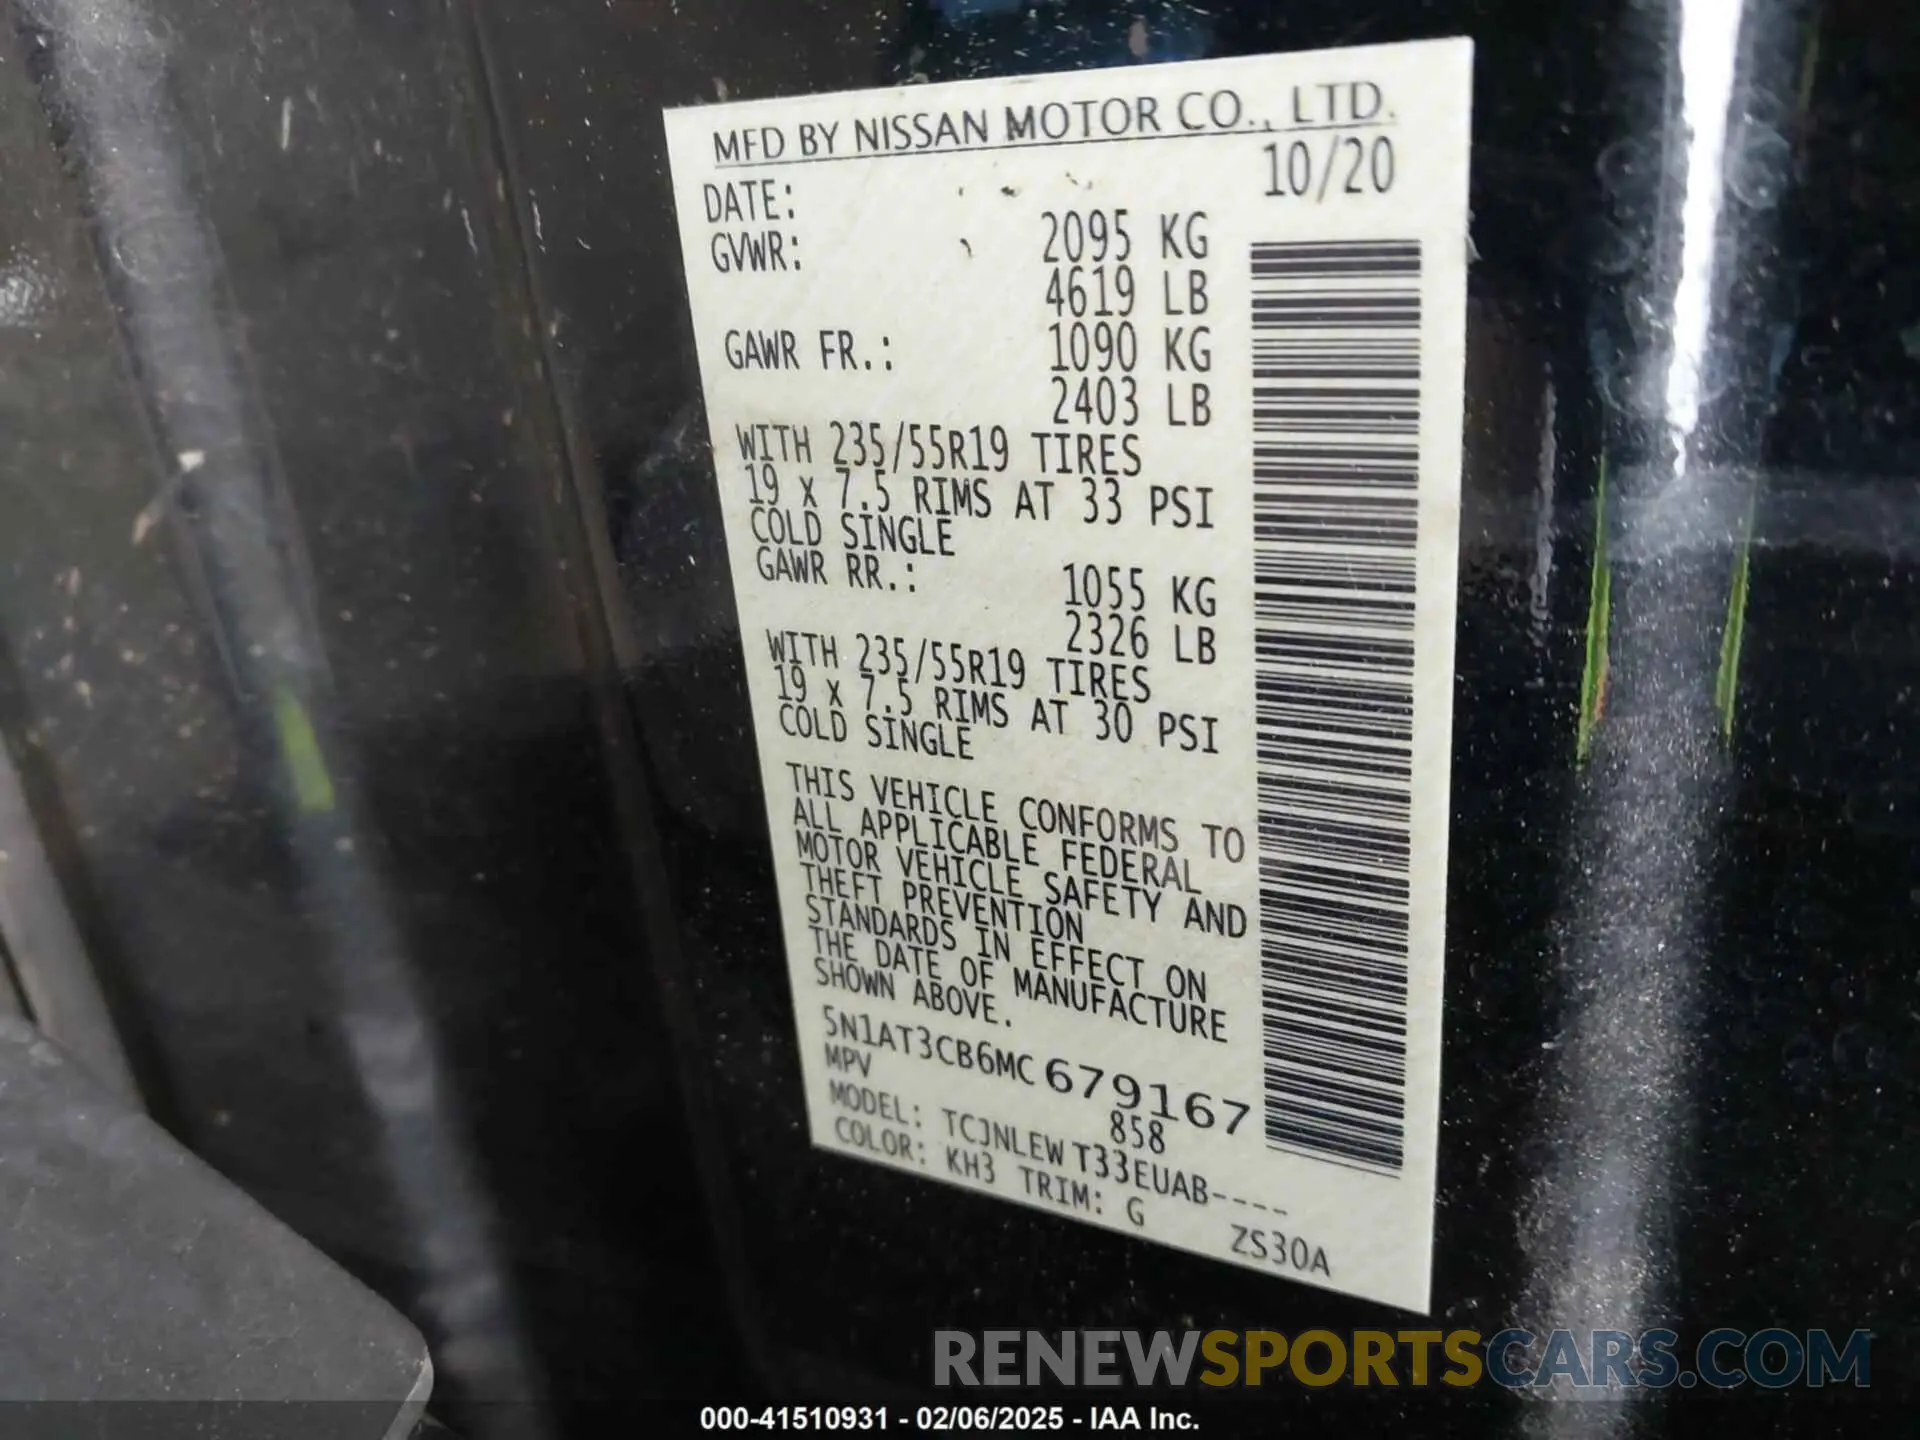 MFD BY NISSAN MOTOR CO., LTD.
DATE: 10/20
GVWR: 2095 KG
4619 LB
GAWR FR.: 1090 KG
2403 LB
WITH 235/55R19 TIRES
19 x 7.5 RIMS AT 33 PSI
COLD SINGLE
GAWR RR.: 1055 KG
2326 LB
WITH 235/55R19 TIRES
19 x 7.5 RIMS AT 30 PSI
COLD SINGLE
THIS VEHICLE CONFORMS TO
ALL APPLICABLE FEDERAL
MOTOR VEHICLE SAFETY AND
THEFT PREVENTION
STANDARDS IN EFFECT ON
THE DATE OF MANUFACTURE
SHOWN ABOVE.
5N1AT3CB6MC679167
MPV 858
MODEL: TCJNLEW T33EUAB----
COLOR: KH3 TRIM: G
ZS30A
RENEWSPORTSCARS.COM
000-41510931 - 02/06/2025 - IAA Inc.